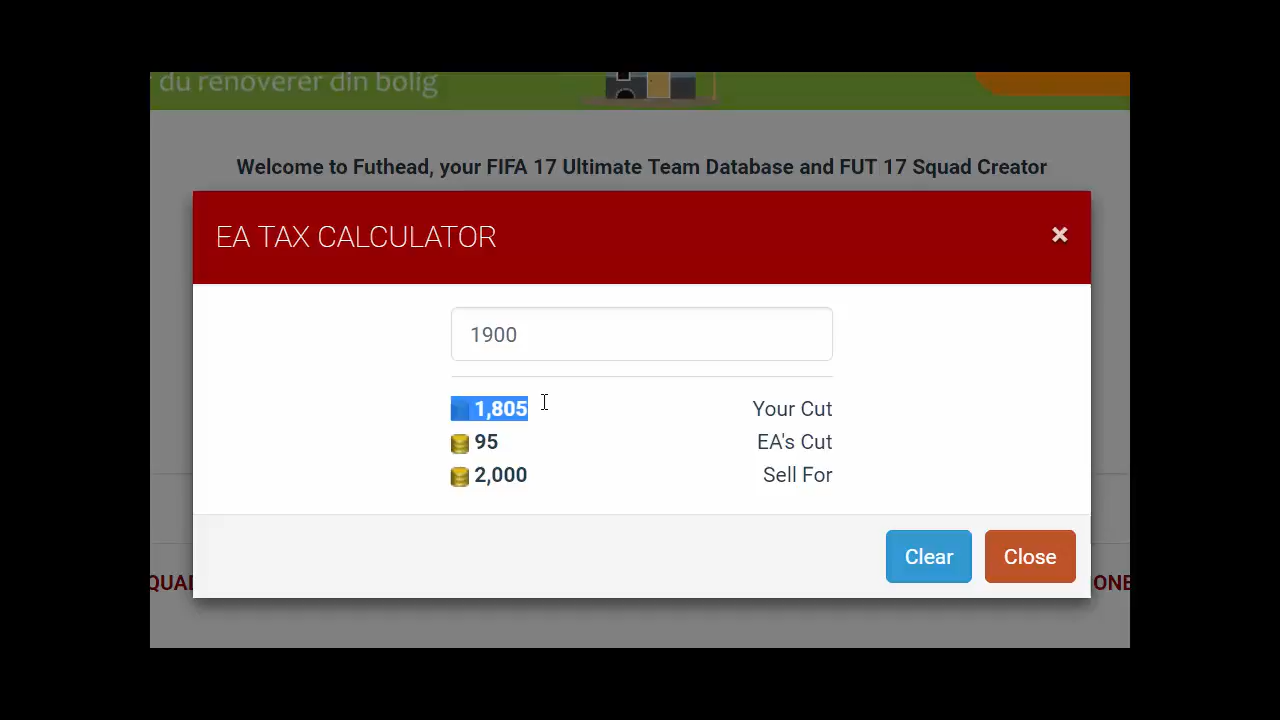 du renoverer din bolig
Welcome to Futhead, your FIFA 17 Ultimate Team Database and FUT 17 Squad Creator
EA TAX CALCULATOR
×
1900
1,805 Your Cut
95 EA's Cut
2,000 Sell For
Clear Close